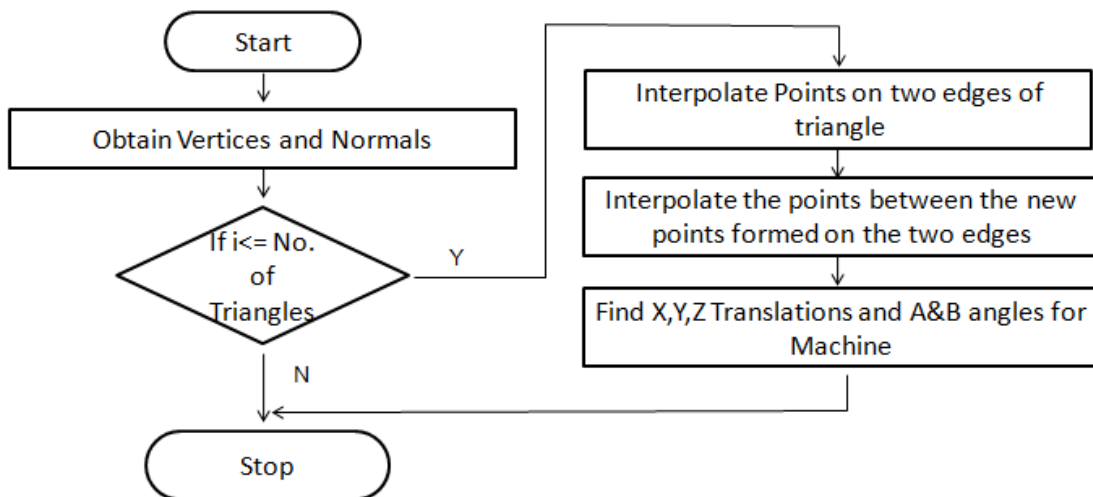 Start
Obtain Vertices and Normals
If i<= No.
of
Triangles
Y
N
Stop
Interpolate Points on two edges of
triangle
Interpolate the points between the new
points formed on the two edges
Find X,Y,Z Translations and A&B angles for
Machine